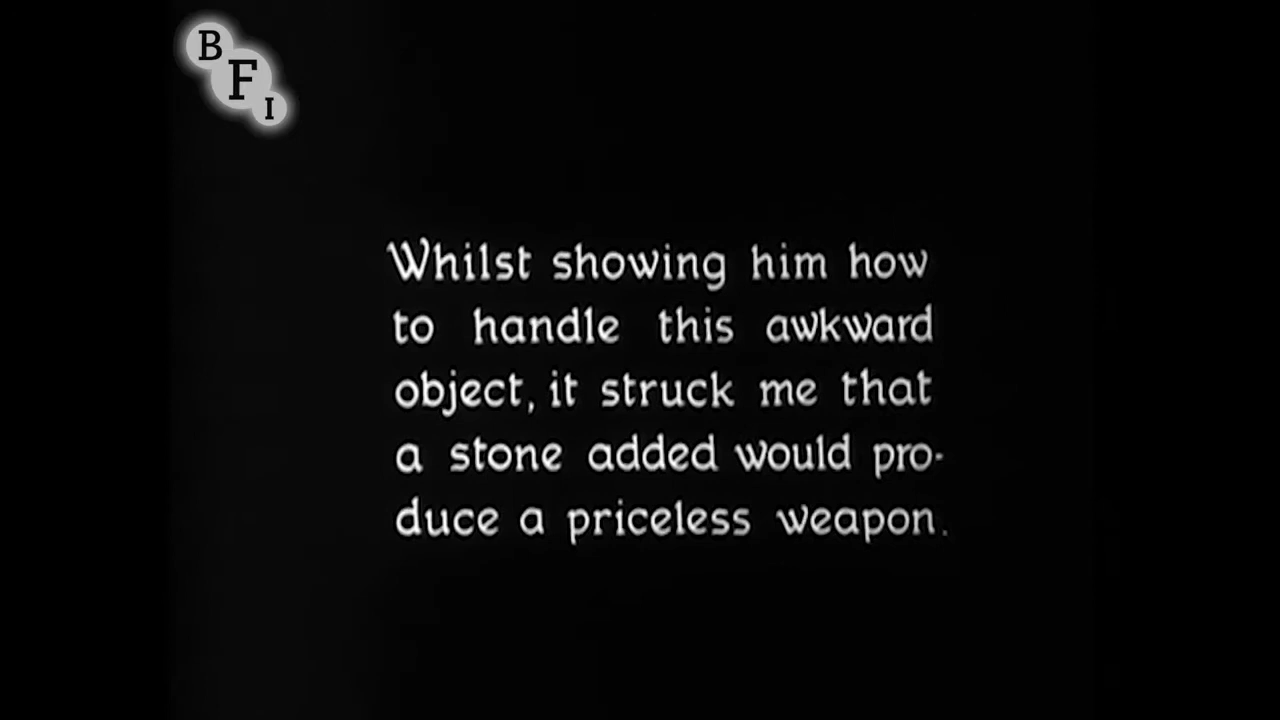 BFI
Whilst showing him how
to handle this awkward
object, it struck me that
a stone added would pro-
duce a priceless weapon.